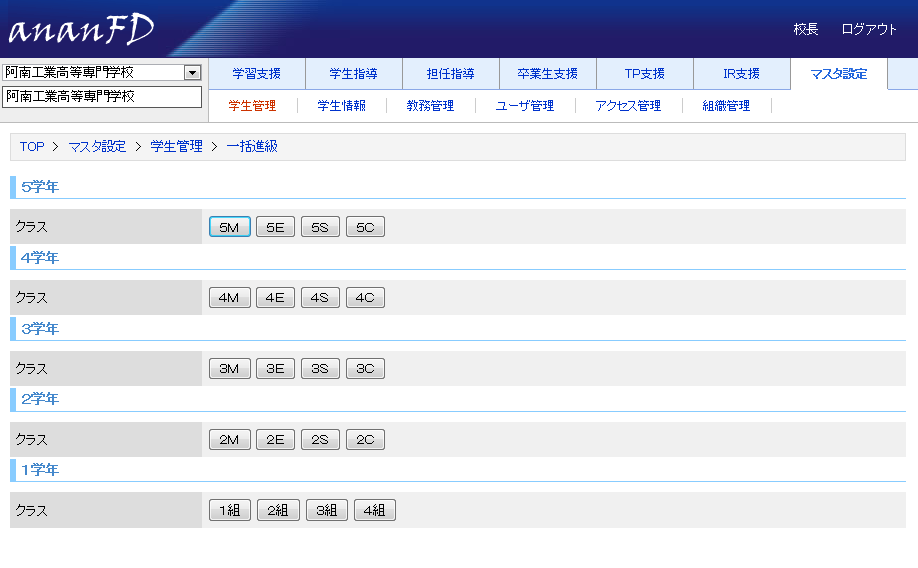 ananFD
校長 ログアウト
阿南工業高等専門学校
阿南工業高等専門学校
学習支援 学生指導 担任指導 卒業生支援 TP支援 IR支援 マスタ設定
学生管理 学生情報 教務管理 ユーザ管理 アクセス管理 組織管理
TOP > マスタ設定 > 学生管理 > 一括進級
5学年
クラス 5M 5E 5S 5C
4学年
クラス 4M 4E 4S 4C
3学年
クラス 3M 3E 3S 3C
2学年
クラス 2M 2E 2S 2C
1学年
クラス 1組 2組 3組 4組